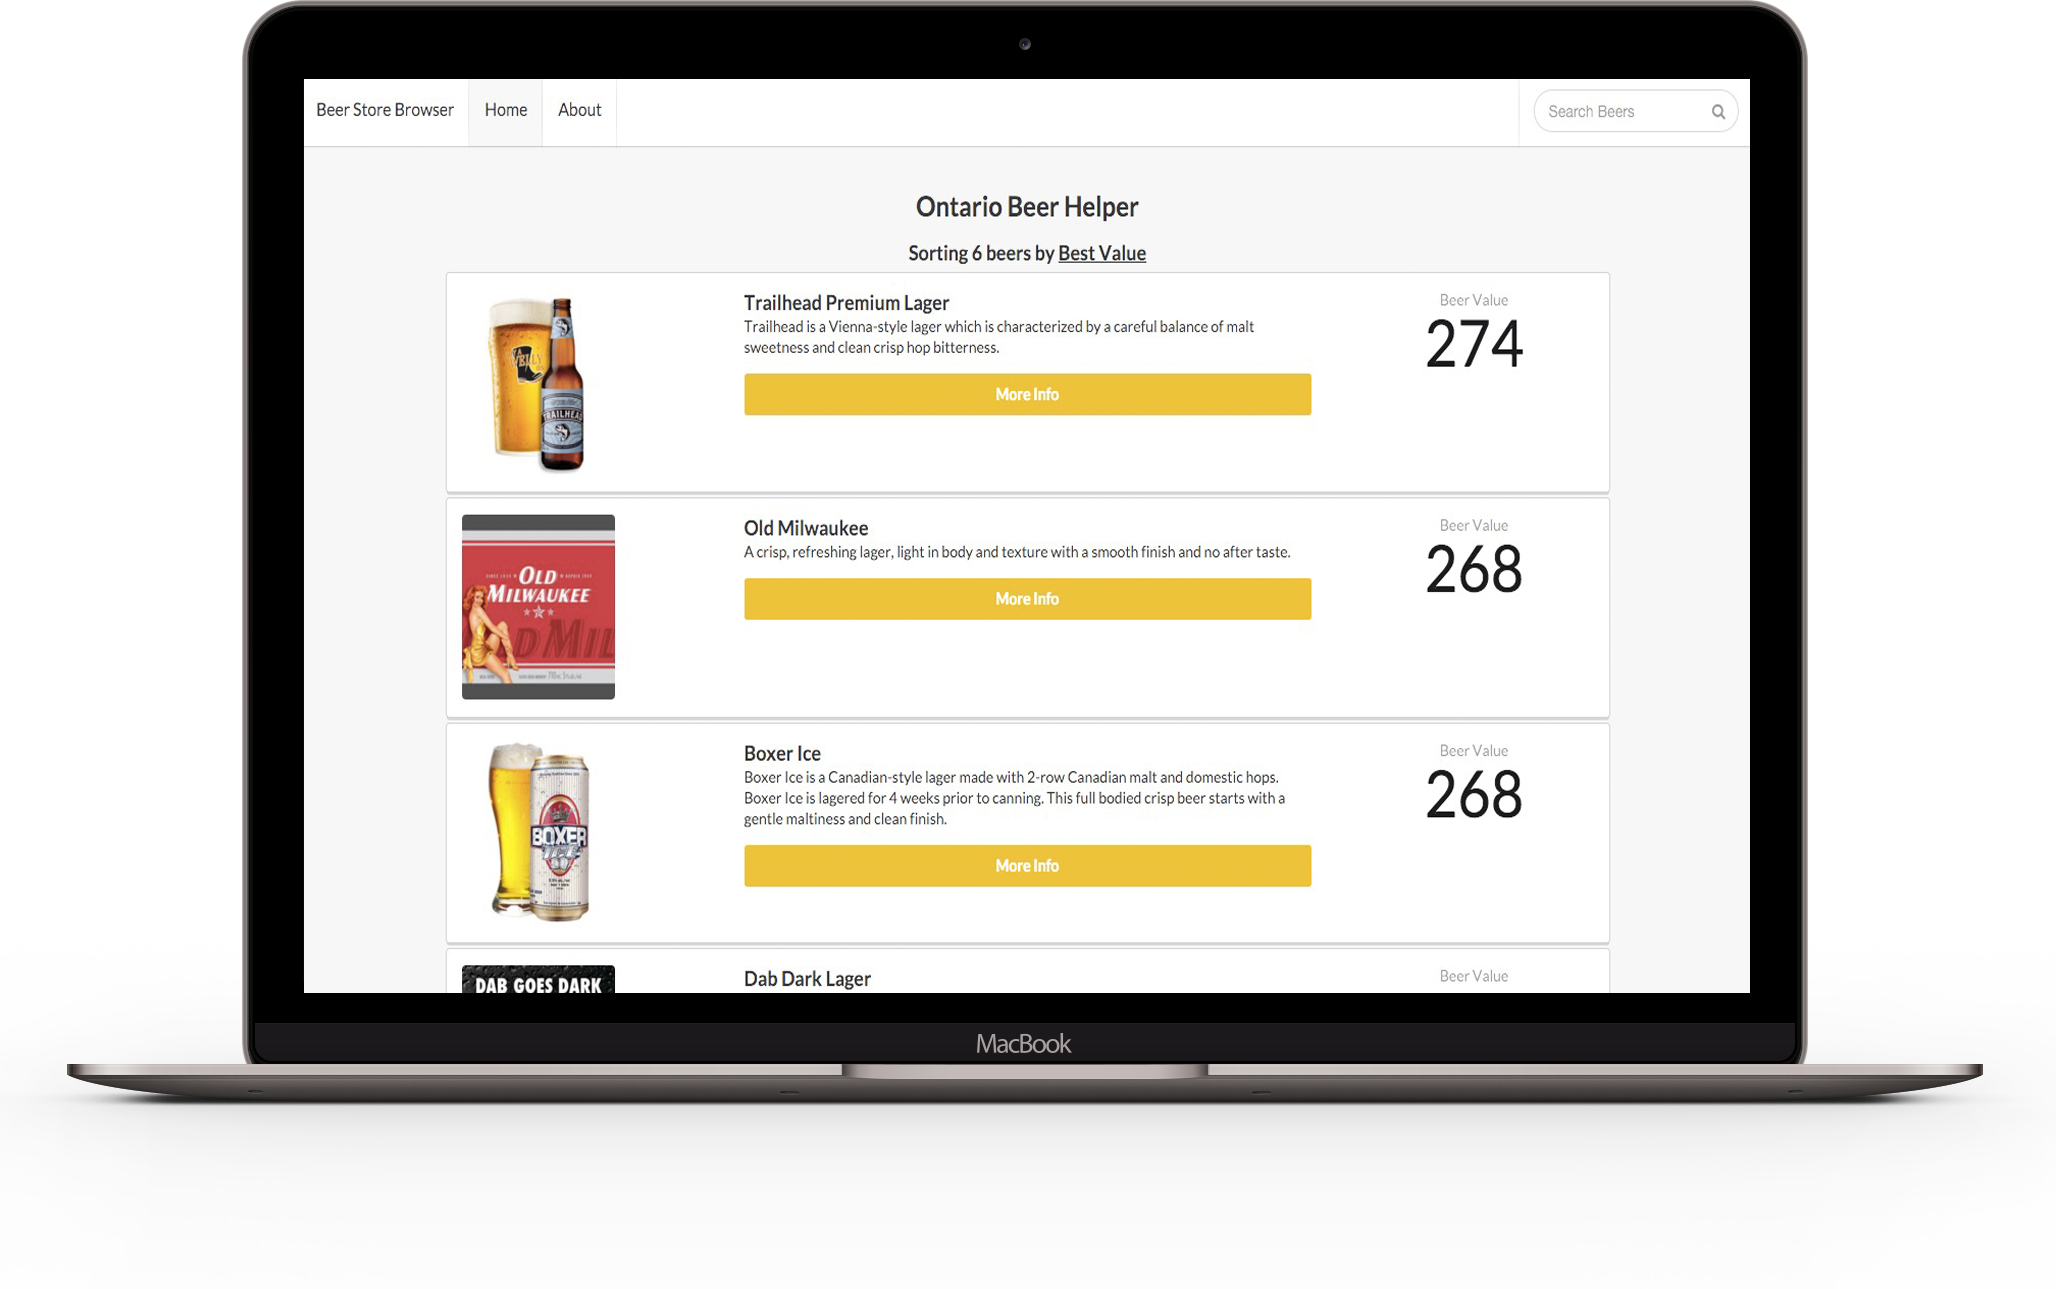 Beer Store Browser
Home
About
Search Beers
Ontario Beer Helper
Sorting 6 beers by Best Value
TRAILHEAD
Trailhead Premium Lager
Trailhead is a Vienna-style lager which is characterized by a careful balance of malt
sweetness and clean crisp hop bitterness.
More Info
Beer Value
274
OLD
MILWAUKEE
Old Milwaukee
A crisp, refreshing lager, light in body and texture with a smooth finish and no after taste.
More Info
Beer Value
268
BOXER
ICE
Boxer Ice
Boxer Ice is a Canadian-style lager made with 2-row Canadian malt and domestic hops.
Boxer Ice is lagered for 4 weeks prior to canning. This full bodied crisp beer starts with a
gentle maltiness and clean finish.
More Info
Beer Value
268
DAB GOES DARK
Dab Dark Lager
Beer Value
MacBook